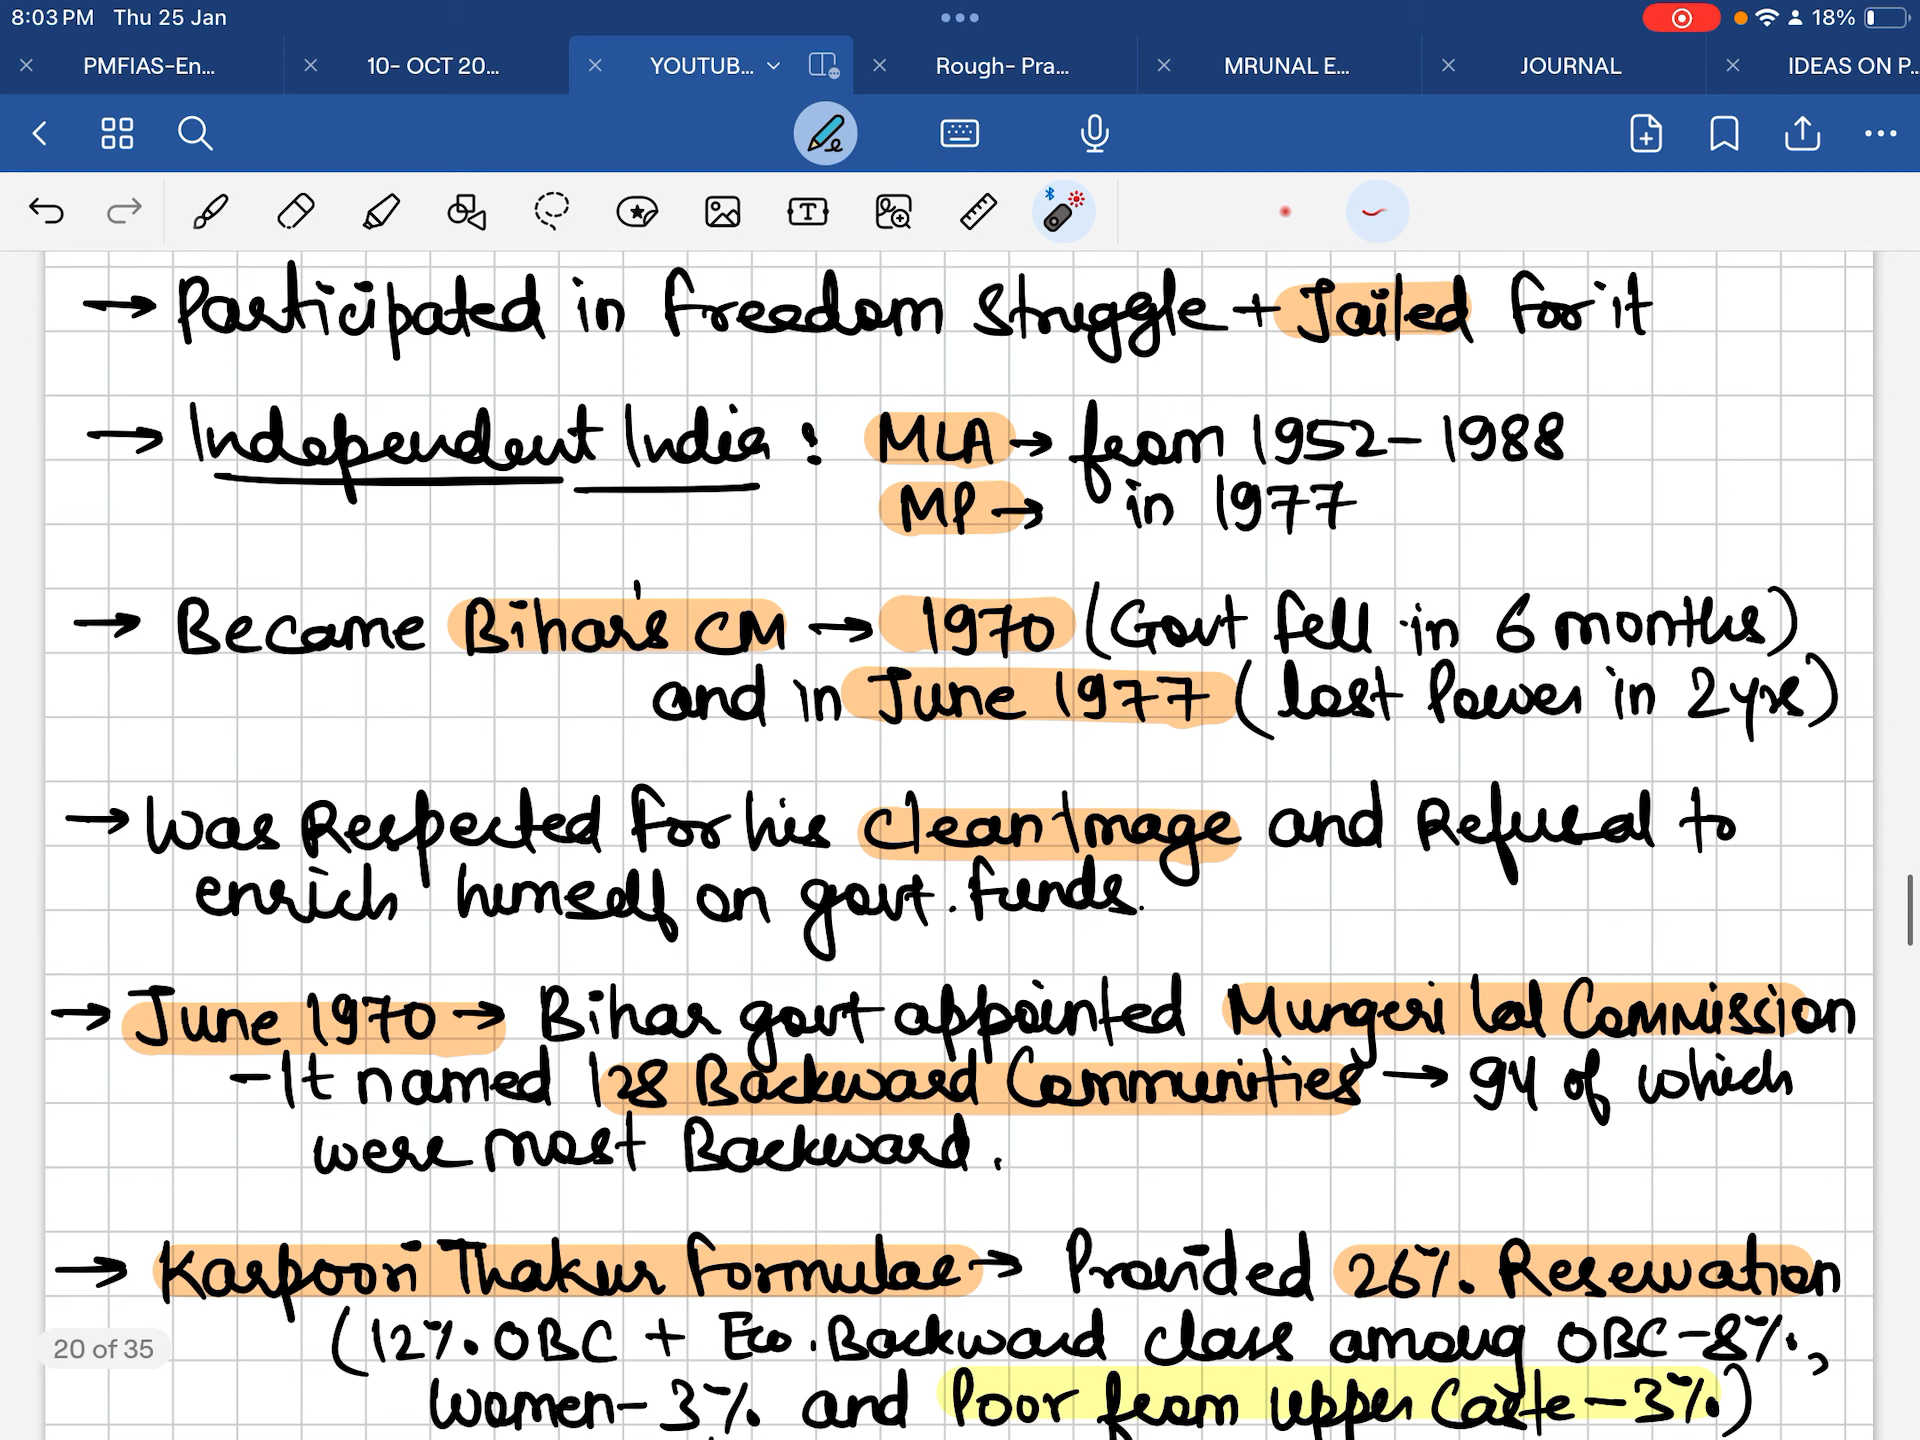 8:03 PM Thu 25 Jan
18%
PMFIAS-En...
10- OCT 20...
YOUTUB...
Rough- Pra...
MRUNAL E...
JOURNAL
IDEAS ON P...
→ Participated in freedom Struggle + Jailed for it
→ Independent India : MLA → from 1952-1988
MP → in 1977
→ Became Bihar's CM → 1970 (Govt fell in 6 months)
and in June 1977 (lost Power in 2yrs)
→ Was Respected for his clean Image and Refusal to
enrich himself on govt. funds.
→ June 1970 → Bihar govt appointed Mungeri Lal Commission
- It named 128 Backward Communities → 94 of which
were most Backward.
→ Karpoori Thakur formulae → Provided 26% Reservation
(12% OBC + Eco. Backward class among OBC-8%,
women-3% and Poor from upper Caste-3%)
20 of 35